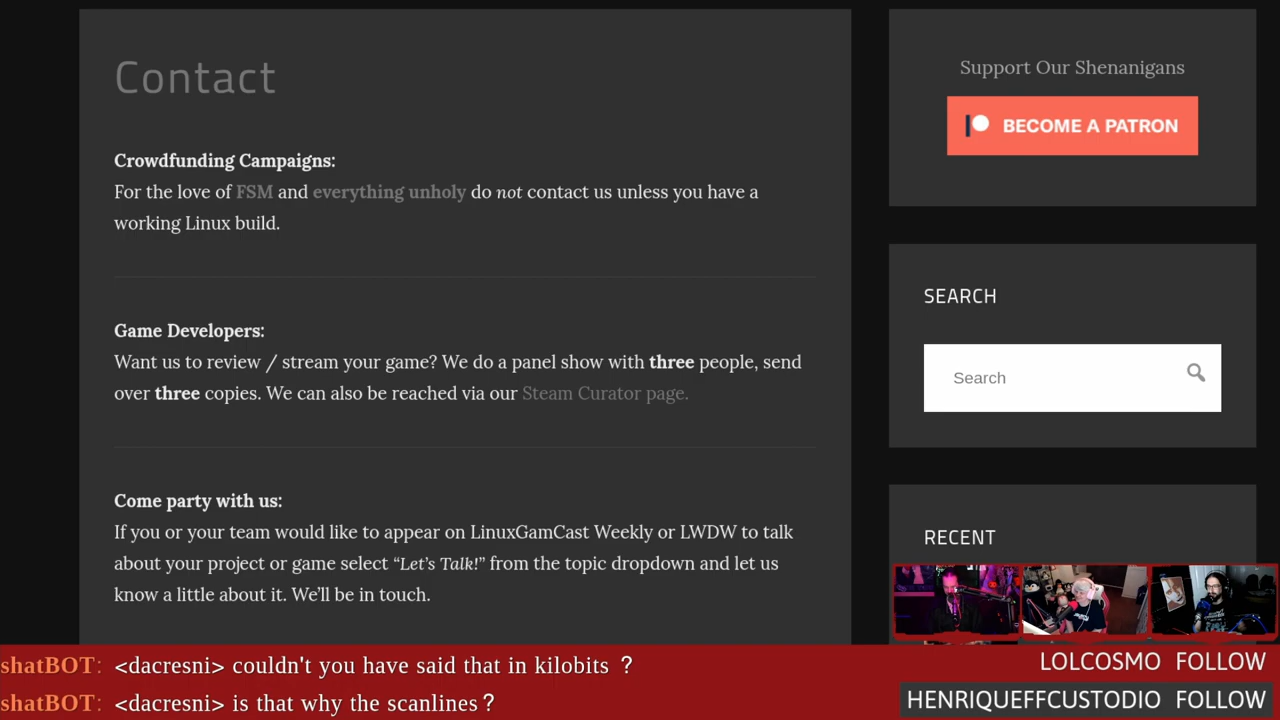 Contact
Crowdfunding Campaigns:
For the love of FSM and everything unholy do not contact us unless you have a
working Linux build.
Game Developers:
Want us to review / stream your game? We do a panel show with three people, send
over three copies. We can also be reached via our Steam Curator page.
Come party with us:
If you or your team would like to appear on LinuxGamCast Weekly or LWDW to talk
about your project or game select “Let’s Talk!” from the topic dropdown and let us
know a little about it. We’ll be in touch.
Support Our Shenanigans
BECOME A PATRON
SEARCH
Search
RECENT
shatBOT: <dacresni> couldn't you have said that in kilobits ?
shatBOT: <dacresni> is that why the scanlines?
LOLCOSMO FOLLOW
HENRIQUEFFCUSTODIO FOLLOW